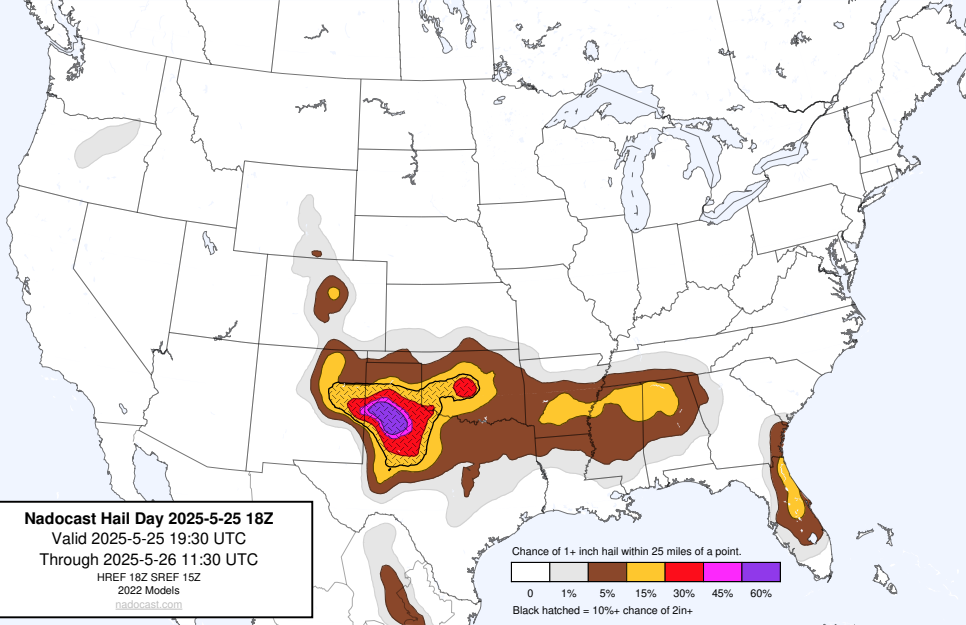 Nadocast Hail Day 2025-5-25 18Z
Valid 2025-5-25 19:30 UTC
Through 2025-5-26 11:30 UTC
HREF 18Z SREF 15Z
2022 Models
nadocast.com
Chance of 1+ inch hail within 25 miles of a point.
0 1% 5% 15% 30% 45% 60%
Black hatched = 10%+ chance of 2in+